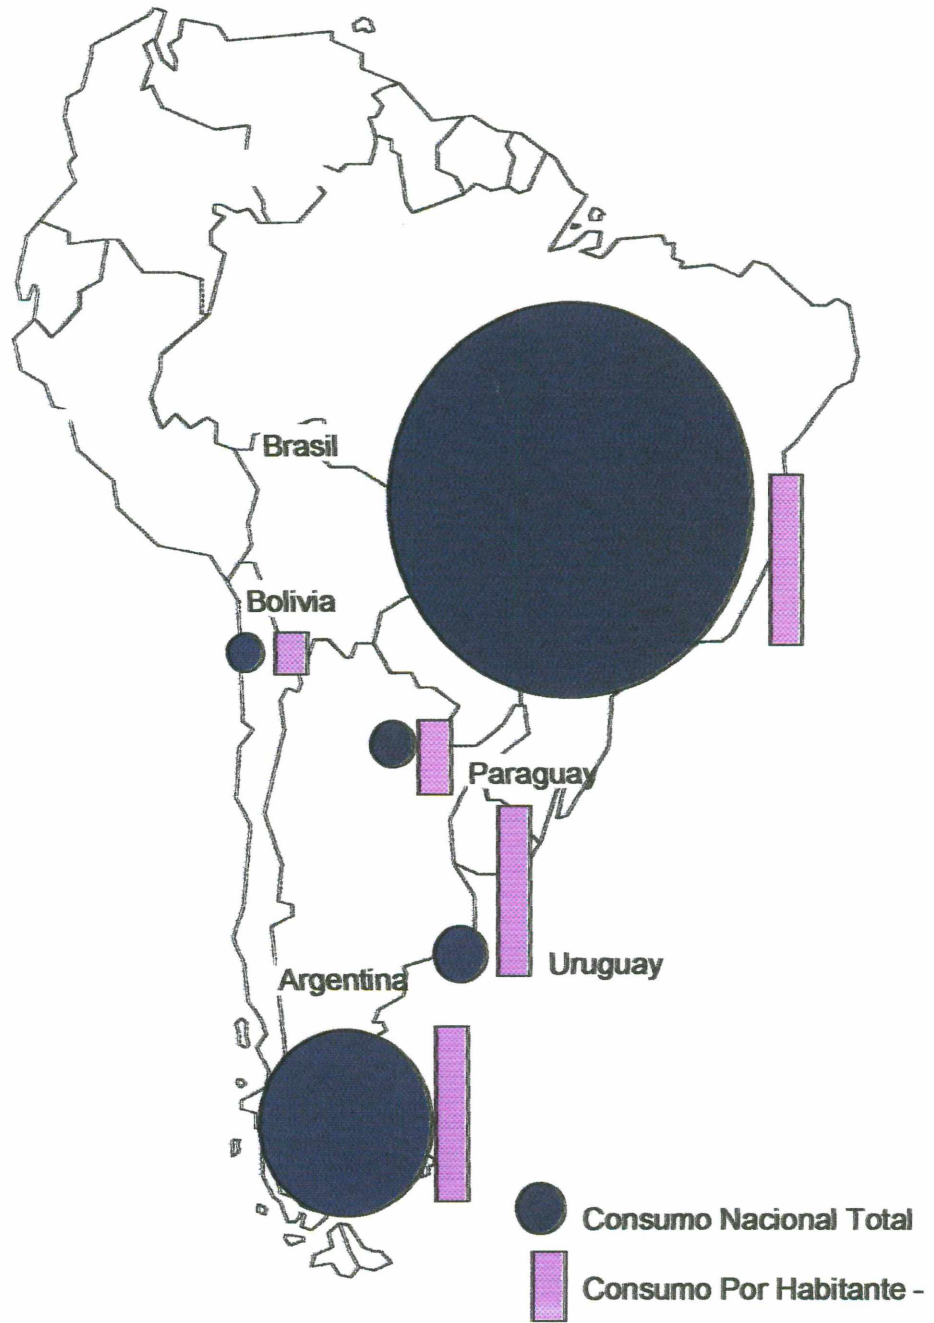 Brasil
Bolivia
Paraguay
Uruguay
Argentina
Consumo Nacional Total
Consumo Por Habitante -